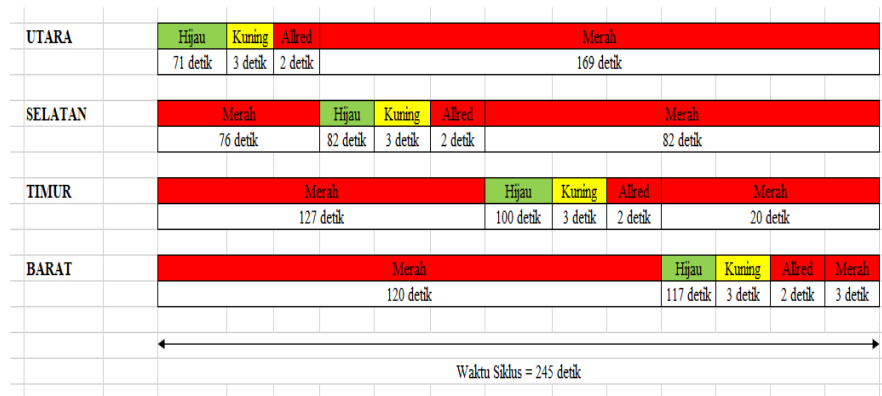 UTARA Hijau Kuning Allred Merah
71 detik 3 detik 2 detik 169 detik
SELATAN Merah Hijau Kuning Allred Merah
76 detik 82 detik 3 detik 2 detik 82 detik
TIMUR Merah Hijau Kuning Allred Merah
127 detik 100 detik 3 detik 2 detik 20 detik
BARAT Merah Hijau Kuning Allred Merah
120 detik 117 detik 3 detik 2 detik 3 detik
Waktu Siklus = 245 detik